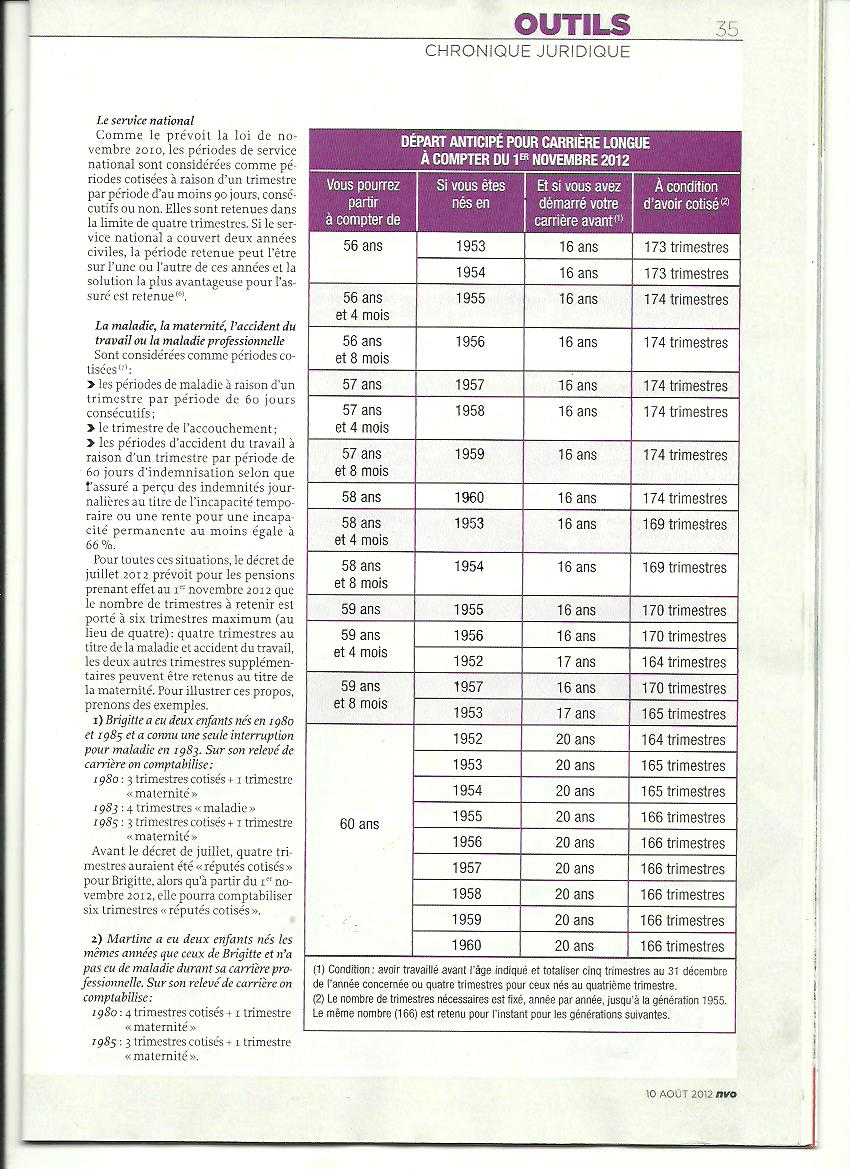 OUTILS 35
CHRONIQUE JURIDIQUE
Le service national
Comme le prévoit la loi de no-
vembre 2010, les périodes de service
national sont considérées comme pé-
riodes cotisées à raison d'un trimestre
par période d'au moins 90 jours, consé-
cutifs ou non. Elles sont retenues dans
la limite de quatre trimestres. Si le ser-
vice national a couvert deux années
civiles, la période retenue peut l'être
sur l'une ou l'autre de ces années et la
solution la plus avantageuse pour l'as-
suré est retenue (6).
La maladie, la maternité, l'accident du
travail ou la maladie professionnelle
Sont considérées comme périodes co-
tisées (7) :
❯ les périodes de maladie à raison d'un
trimestre par période de 60 jours
consécutifs ;
❯ le trimestre de l'accouchement ;
❯ les périodes d'accident du travail à
raison d'un trimestre par période de
60 jours d'indemnisation selon que
l'assuré a perçu des indemnités jour-
nalières au titre de l'incapacité tempo-
raire ou une rente pour une incapa-
cité permanente au moins égale à
66 %.
Pour toutes ces situations, le décret de
juillet 2012 prévoit pour les pensions
prenant effet au 1er novembre 2012 que
le nombre de trimestres à retenir est
porté à six trimestres maximum (au
lieu de quatre) : quatre trimestres au
titre de la maladie et accident du travail,
les deux autres trimestres supplémen-
taires peuvent être retenus au titre de
la maternité. Pour illustrer ces propos,
prenons des exemples.
1) Brigitte a eu deux enfants nés en 1980
et 1985 et a connu une seule interruption
pour maladie en 1983. Sur son relevé de
carrière on comptabilise :
1980 : 3 trimestres cotisés + 1 trimestre
« maternité »
1983 : 4 trimestres « maladie »
1985 : 3 trimestres cotisés + 1 trimestre
« maternité »
Avant le décret de juillet, quatre tri-
mestres auraient été « réputés cotisés »
pour Brigitte, alors qu'à partir du 1er no-
vembre 2012, elle pourra comptabiliser
six trimestres « réputés cotisés ».
2) Martine a eu deux enfants nés les
mêmes années que ceux de Brigitte et n'a
pas eu de maladie durant sa carrière pro-
fessionnelle. Sur son relevé de carrière on
comptabilise :
1980 : 4 trimestres cotisés + 1 trimestre
« maternité »
1985 : 3 trimestres cotisés + 1 trimestre
« maternité ».
DÉPART ANTICIPÉ POUR CARRIÈRE LONGUE
À COMPTER DU 1ER NOVEMBRE 2012
Vous pourrez partir à compter de | Si vous êtes nés en | Et si vous avez démarré votre carrière avant (1) | À condition d'avoir cotisé (2)
56 ans 1953 16 ans 173 trimestres
1954 16 ans 173 trimestres
56 ans et 4 mois 1955 16 ans 174 trimestres
56 ans et 8 mois 1956 16 ans 174 trimestres
57 ans 1957 16 ans 174 trimestres
57 ans et 4 mois 1958 16 ans 174 trimestres
57 ans et 8 mois 1959 16 ans 174 trimestres
58 ans 1960 16 ans 174 trimestres
58 ans et 4 mois 1953 16 ans 169 trimestres
58 ans et 8 mois 1954 16 ans 169 trimestres
59 ans 1955 16 ans 170 trimestres
59 ans et 4 mois 1956 16 ans 170 trimestres
1952 17 ans 164 trimestres
59 ans et 8 mois 1957 16 ans 170 trimestres
1953 17 ans 165 trimestres
60 ans 1952 20 ans 164 trimestres
1953 20 ans 165 trimestres
1954 20 ans 165 trimestres
1955 20 ans 166 trimestres
1956 20 ans 166 trimestres
1957 20 ans 166 trimestres
1958 20 ans 166 trimestres
1959 20 ans 166 trimestres
1960 20 ans 166 trimestres
(1) Condition : avoir travaillé avant l'âge indiqué et totaliser cinq trimestres au 31 décembre
de l'année concernée ou quatre trimestres pour ceux nés au quatrième trimestre.
(2) Le nombre de trimestres nécessaires est fixé, année par année, jusqu'à la génération 1955.
Le même nombre (166) est retenu pour l'instant pour les générations suivantes.
10 AOÛT 2012 nvo